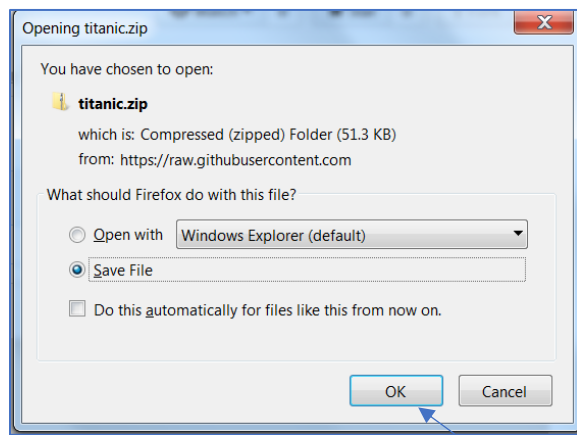 Opening titanic.zip
You have chosen to open:
titanic.zip
which is: Compressed (zipped) Folder (51.3 KB)
from: https://raw.githubusercontent.com
What should Firefox do with this file?
Open with Windows Explorer (default)
Save File
Do this automatically for files like this from now on.
OK Cancel